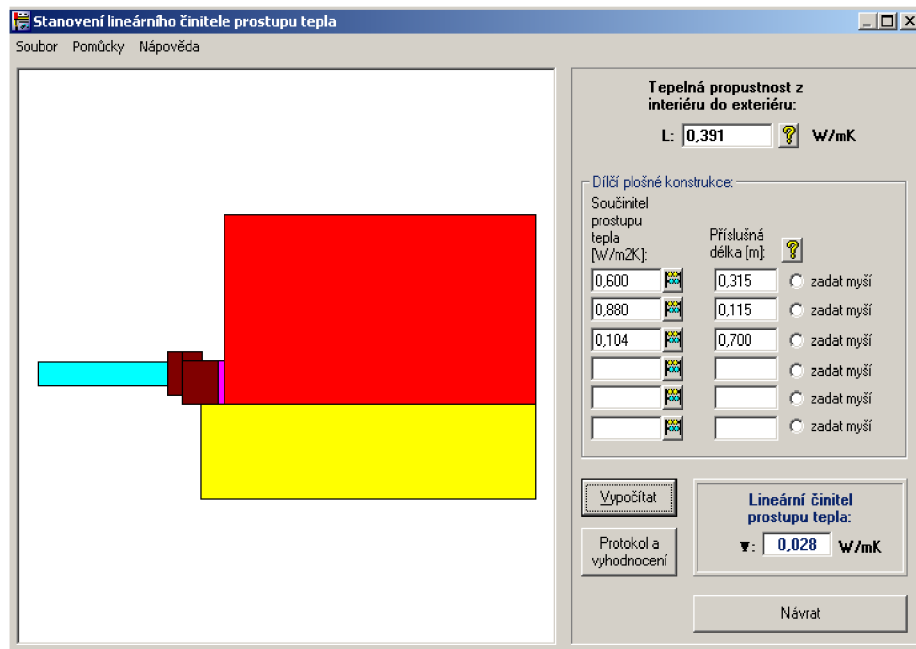 Stanovení lineárního činitele prostupu tepla
Soubor Pomůcky Nápověda
Tepelná propustnost z
interiéru do exteriéru:
L: 0,391 ? W/mK
Dílčí plošné konstrukce:
Součinitel
prostupu
tepla
[W/m2K]:
Příslušná
délka [m]: ?
0,600 0,315 zadat myší
0,880 0,115 zadat myší
0,104 0,700 zadat myší
zadat myší
zadat myší
zadat myší
Vypočítat
Protokol a
vyhodnocení
Lineární činitel
prostupu tepla:
Ψ: 0,028 W/mK
Návrat